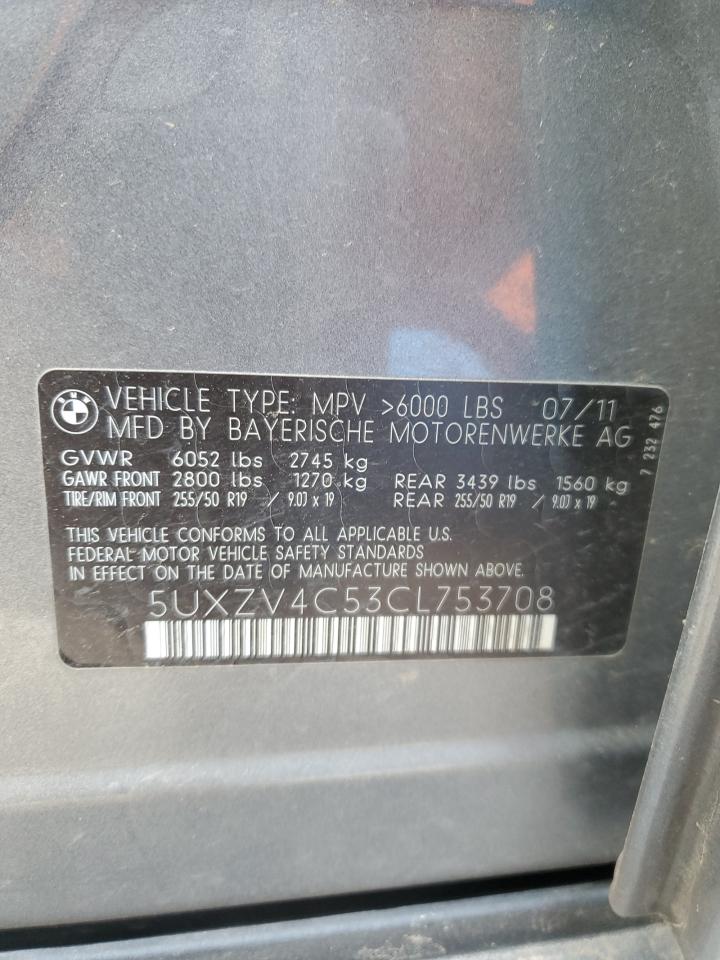 BMW
VEHICLE TYPE: MPV >6000 LBS 07/11
MFD BY BAYERISCHE MOTORENWERKE AG
GVWR 6052 lbs 2745 kg
GAWR FRONT 2800 lbs 1270 kg REAR 3439 lbs 1560 kg
TIRE/RIM FRONT 255/50 R19 / 9.0J x 19 REAR 255/50 R19 / 9.0J x 19
THIS VEHICLE CONFORMS TO ALL APPLICABLE U.S.
FEDERAL MOTOR VEHICLE SAFETY STANDARDS
IN EFFECT ON THE DATE OF MANUFACTURE SHOWN ABOVE.
5UXZV4C53CL753708
7 232 476